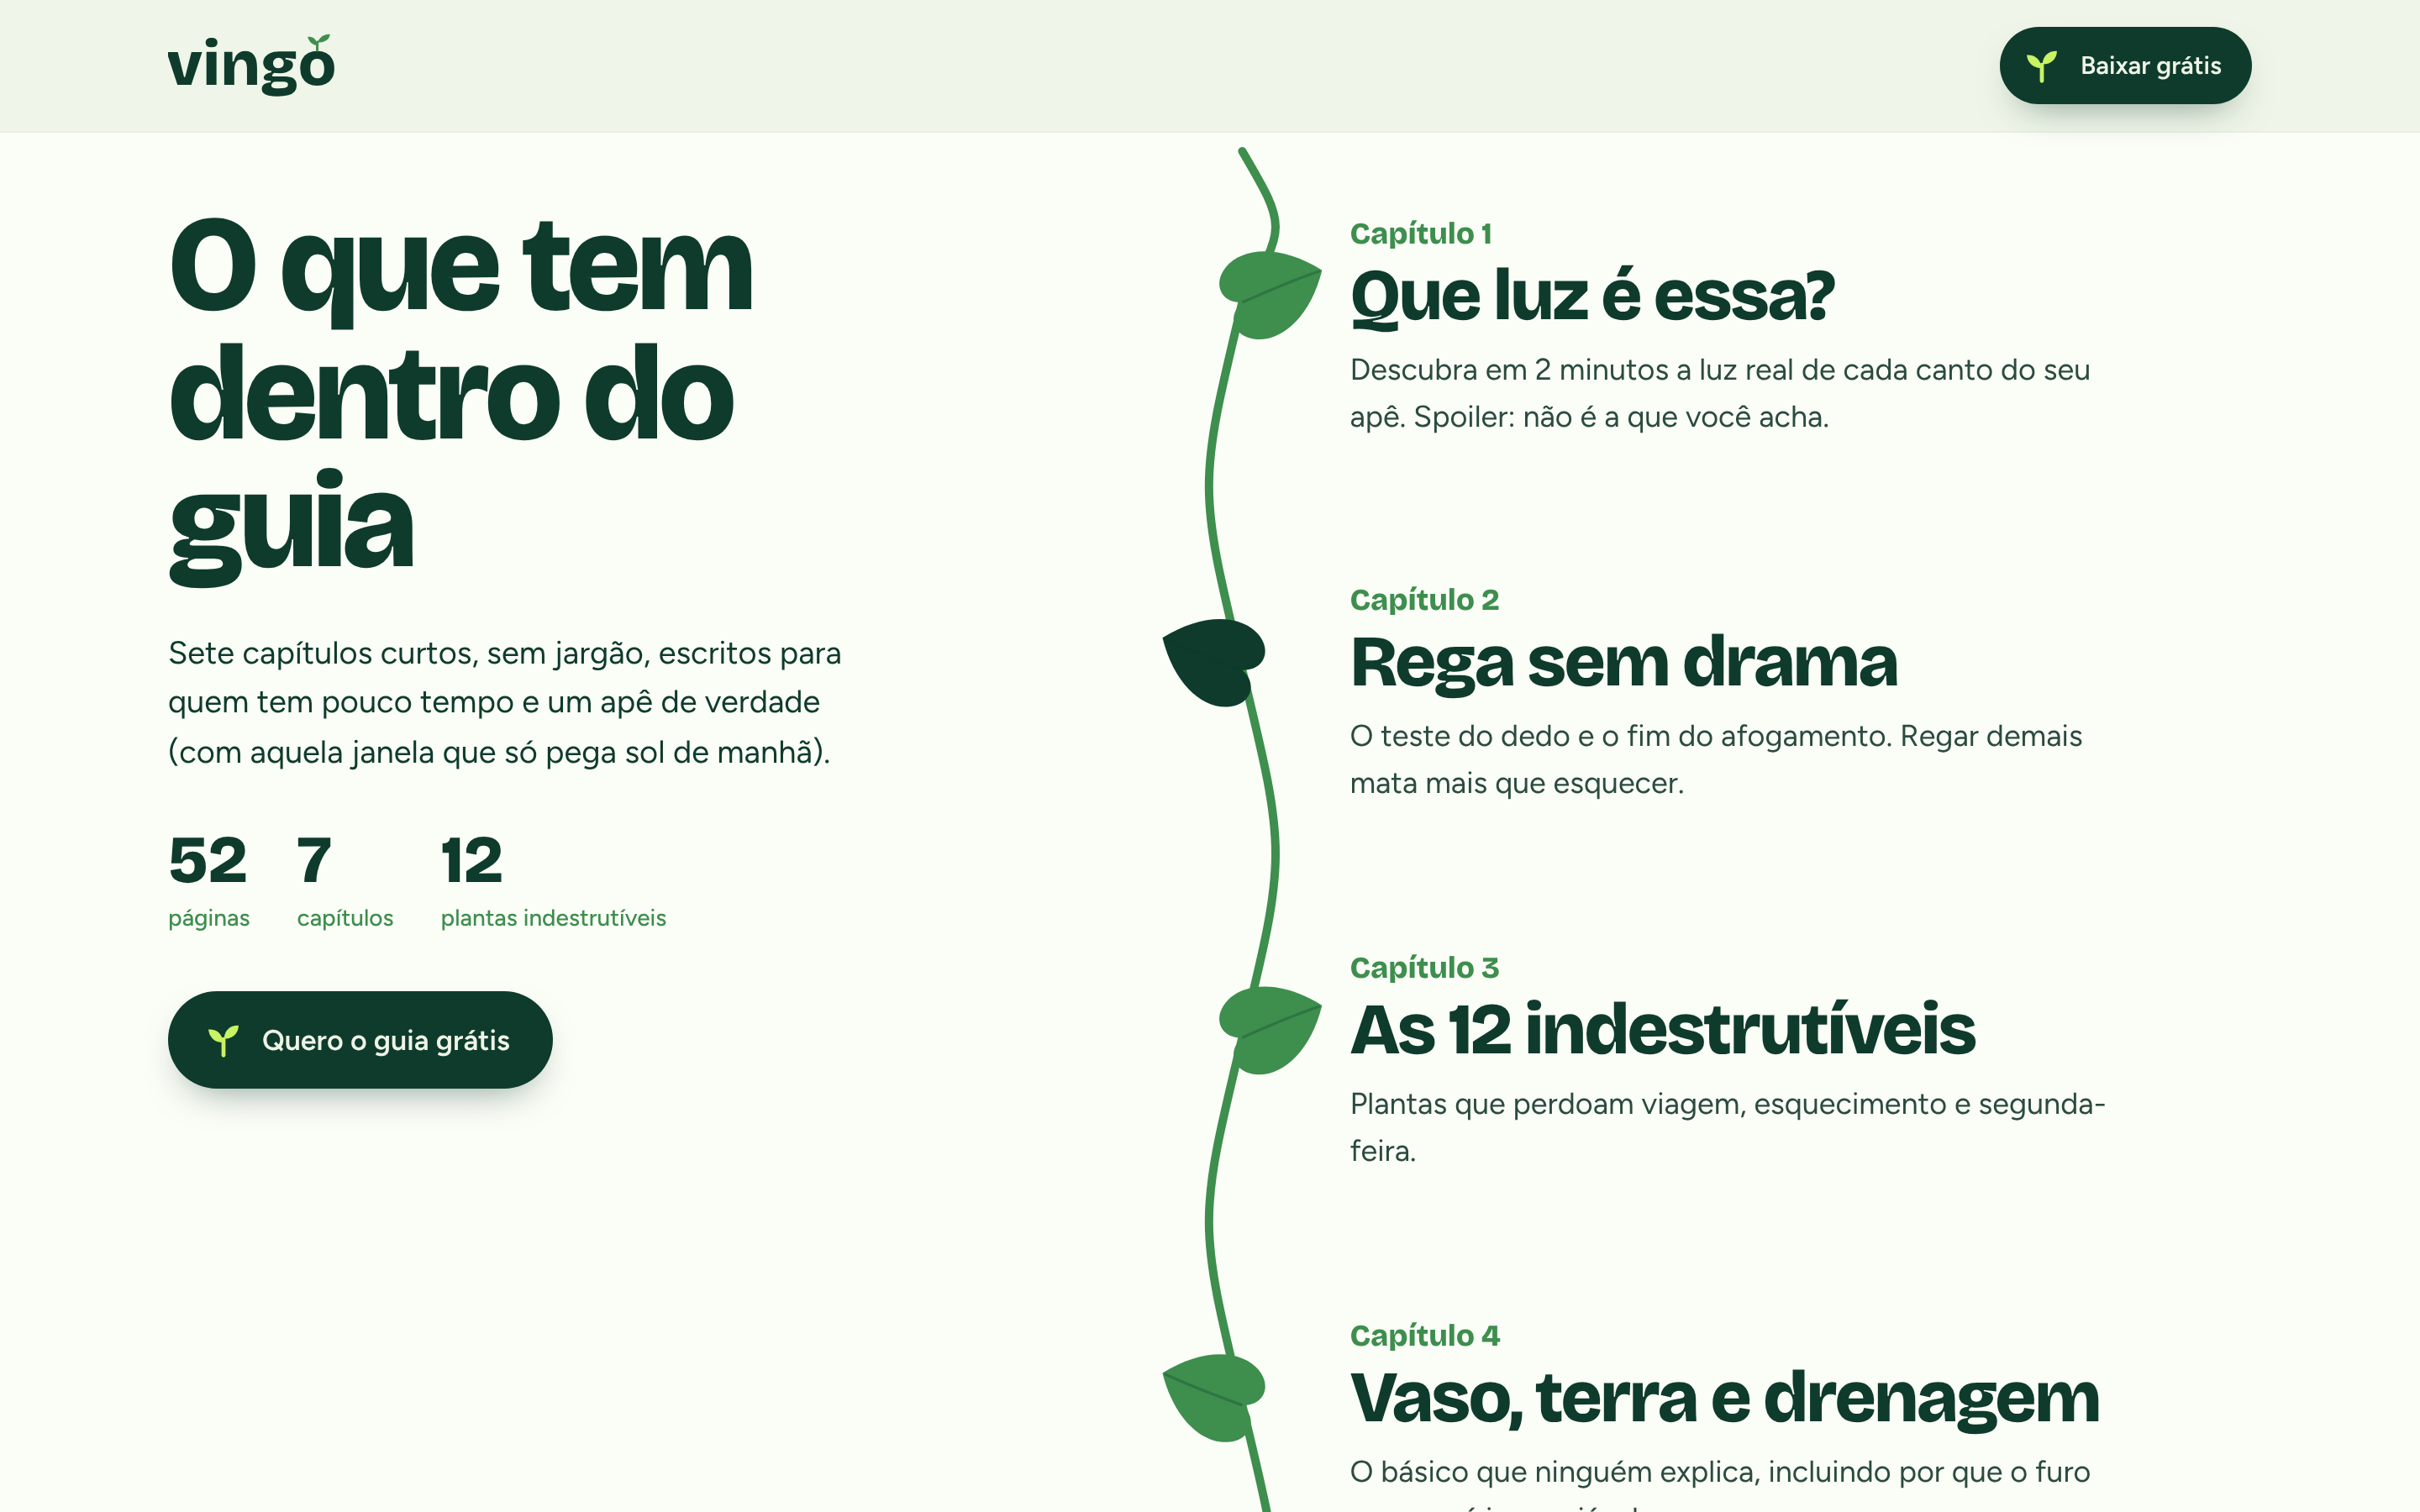 vingo
Baixar grátis
O que tem
dentro do
guia
Sete capítulos curtos, sem jargão, escritos para
quem tem pouco tempo e um apê de verdade
(com aquela janela que só pega sol de manhã).
52
páginas
7
capítulos
12
plantas indestrutíveis
Quero o guia grátis
Capítulo 1
Que luz é essa?
Descubra em 2 minutos a luz real de cada canto do seu
apê. Spoiler: não é a que você acha.
Capítulo 2
Rega sem drama
O teste do dedo e o fim do afogamento. Regar demais
mata mais que esquecer.
Capítulo 3
As 12 indestrutíveis
Plantas que perdoam viagem, esquecimento e segunda-
feira.
Capítulo 4
Vaso, terra e drenagem
O básico que ninguém explica, incluindo por que o furo